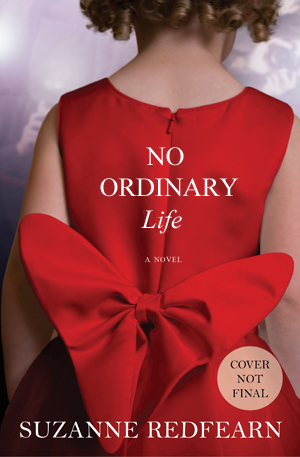 NO
ORDINARY
Life
A NOVEL
COVER
NOT
FINAL
SUZANNE REDFEARN